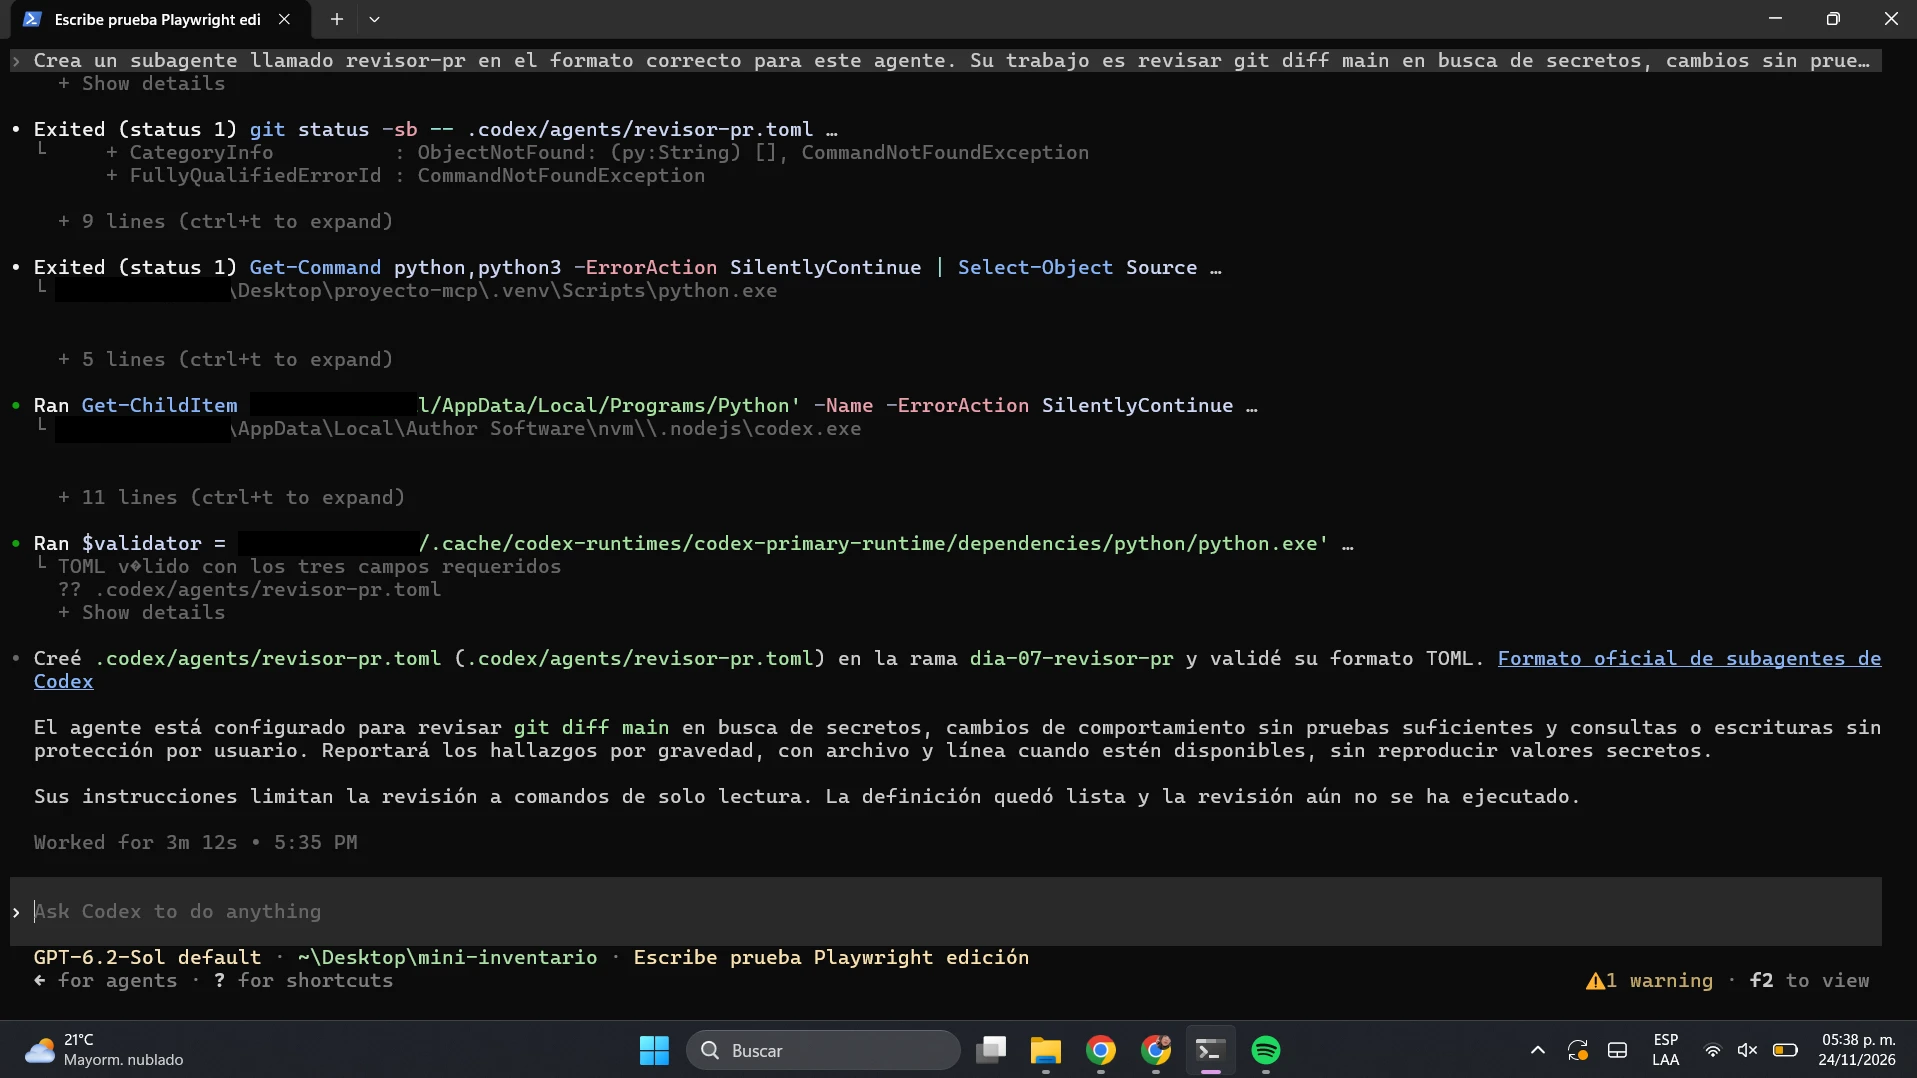 Escribe prueba Playwright edi
› Crea un subagente llamado revisor-pr en el formato correcto para este agente. Su trabajo es revisar git diff main en busca de secretos, cambios sin prue…
+ Show details
• Exited (status 1) git status -sb -- .codex/agents/revisor-pr.toml …
└ + CategoryInfo : ObjectNotFound: (py:String) [], CommandNotFoundException
+ FullyQualifiedErrorId : CommandNotFoundException
+ 9 lines (ctrl+t to expand)
• Exited (status 1) Get-Command python,python3 -ErrorAction SilentlyContinue | Select-Object Source …
└ \Desktop\proyecto-mcp\.venv\Scripts\python.exe
+ 5 lines (ctrl+t to expand)
• Ran Get-ChildItem l/AppData/Local/Programs/Python' -Name -ErrorAction SilentlyContinue …
└ \AppData\Local\Author Software\nvm\\.nodejs\codex.exe
+ 11 lines (ctrl+t to expand)
• Ran $validator = /.cache/codex-runtimes/codex-primary-runtime/dependencies/python/python.exe' …
└ TOML v�lido con los tres campos requeridos
?? .codex/agents/revisor-pr.toml
+ Show details
• Creé .codex/agents/revisor-pr.toml (.codex/agents/revisor-pr.toml) en la rama dia-07-revisor-pr y validé su formato TOML. Formato oficial de subagentes de
Codex
El agente está configurado para revisar git diff main en busca de secretos, cambios de comportamiento sin pruebas suficientes y consultas o escrituras sin
protección por usuario. Reportará los hallazgos por gravedad, con archivo y línea cuando estén disponibles, sin reproducir valores secretos.
Sus instrucciones limitan la revisión a comandos de solo lectura. La definición quedó lista y la revisión aún no se ha ejecutado.
Worked for 3m 12s • 5:35 PM
› Ask Codex to do anything
GPT-6.2-Sol default · ~\Desktop\mini-inventario · Escribe prueba Playwright edición
← for agents · ? for shortcuts
⚠1 warning · f2 to view
21°C
Mayorm. nublado
Buscar
ESP
LAA
05:38 p. m.
24/11/2026